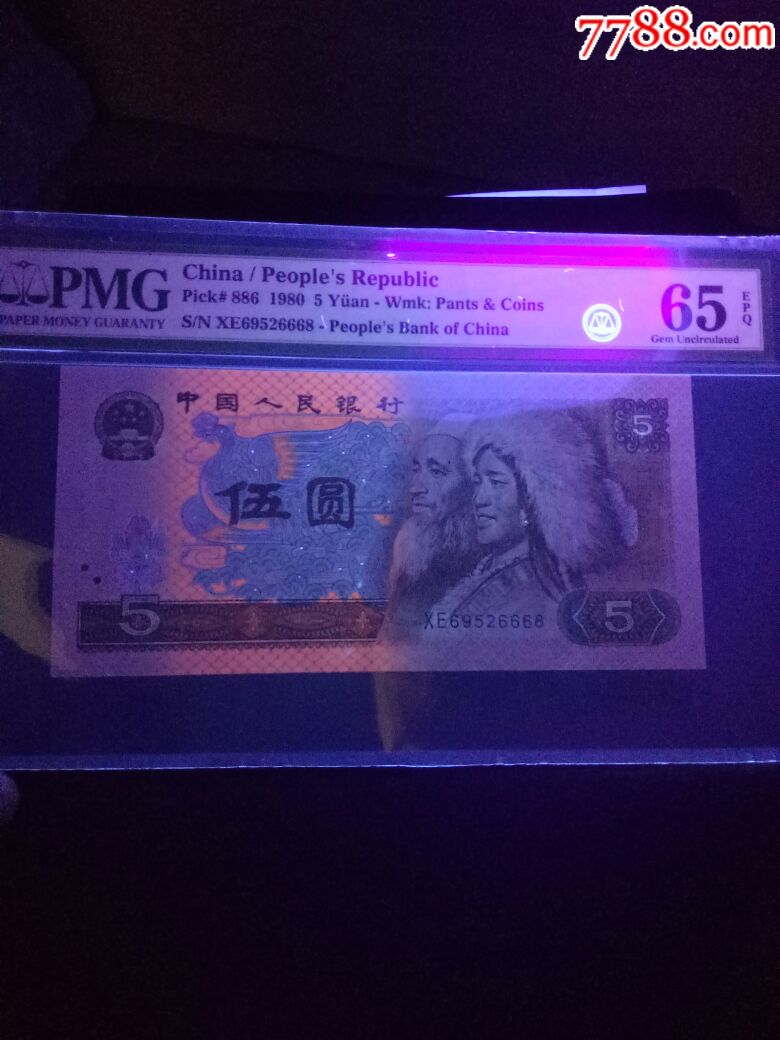 7788.com
PMG
PAPER MONEY GUARANTY
China / People's Republic
Pick# 886 1980 5 Yüan - Wmk: Pants & Coins
S/N XE69526668 - People's Bank of China
65
EPQ
Gem Uncirculated
中国人民银行
5
伍圆
5
XE69526668
5